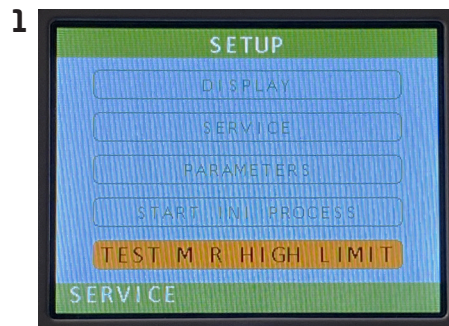 1
SETUP
DISPLAY
SERVICE
PARAMETERS
START INI PROCESS
TEST M R HIGH LIMIT
SERVICE